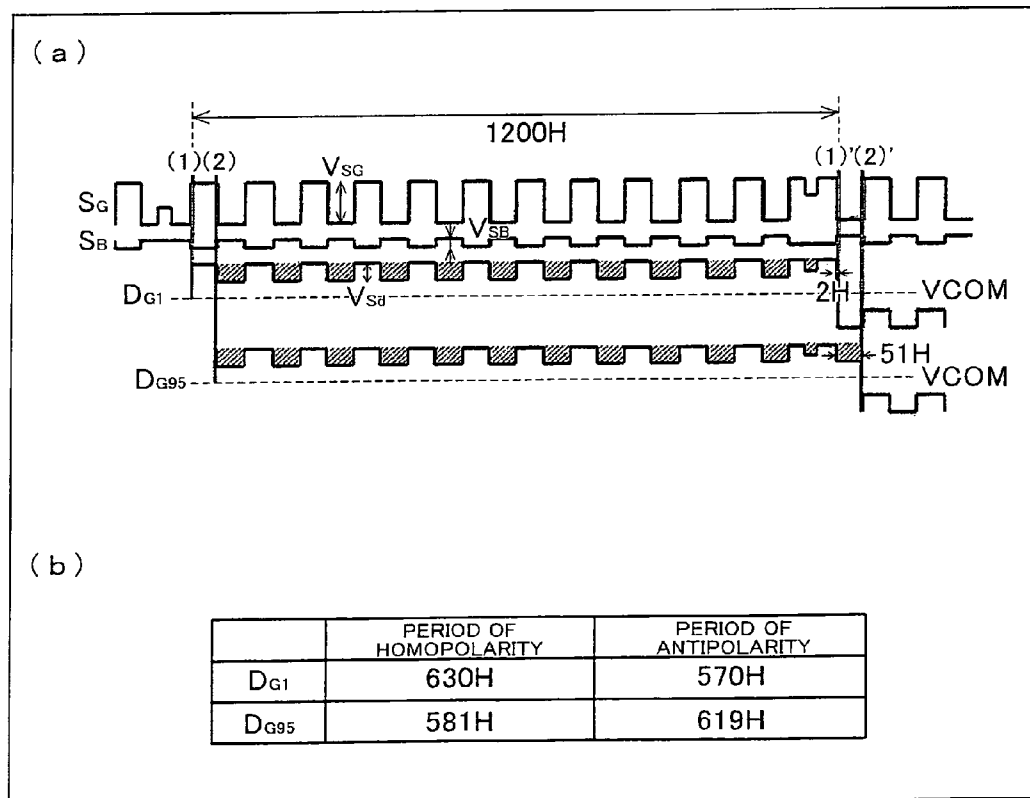 (a)
1200H
(1)(2)
(1)'(2)'
VSG
SG
SB
VSB
DG1
VSd
2H
VCOM
51H
DG95
VCOM
(b)
PERIOD OF HOMOPOLARITY
PERIOD OF ANTIPOLARITY
DG1 630H 570H
DG95 581H 619H